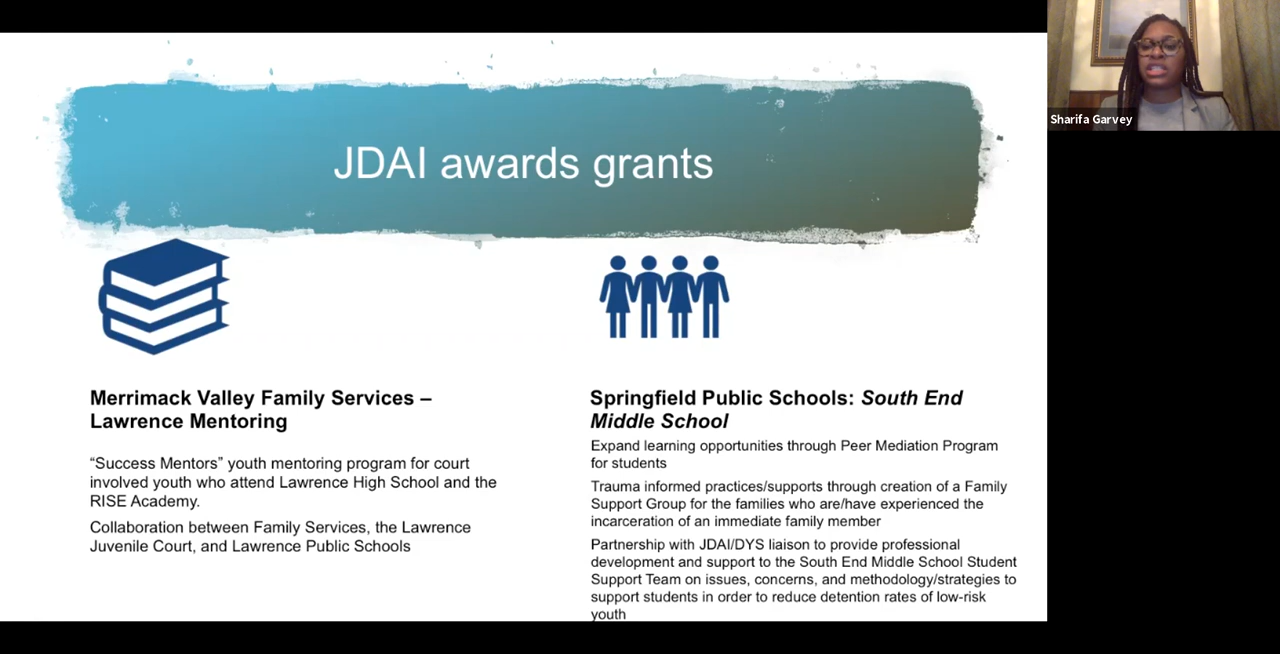 JDAI awards grants
Sharifa Garvey
Merrimack Valley Family Services –
Lawrence Mentoring
“Success Mentors” youth mentoring program for court
involved youth who attend Lawrence High School and the
RISE Academy.
Collaboration between Family Services, the Lawrence
Juvenile Court, and Lawrence Public Schools
Springfield Public Schools: South End
Middle School
Expand learning opportunities through Peer Mediation Program
for students
Trauma informed practices/supports through creation of a Family
Support Group for the families who are/have experienced the
incarceration of an immediate family member
Partnership with JDAI/DYS liaison to provide professional
development and support to the South End Middle School Student
Support Team on issues, concerns, and methodology/strategies to
support students in order to reduce detention rates of low-risk
youth